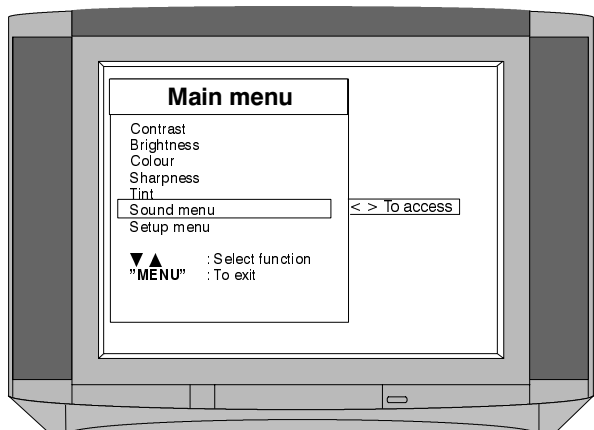 Main menu
Contrast
Brightness
Colour
Sharpness
Tint
Sound menu < > To access
Setup menu
▼ ▲ : Select function
”MENU” : To exit